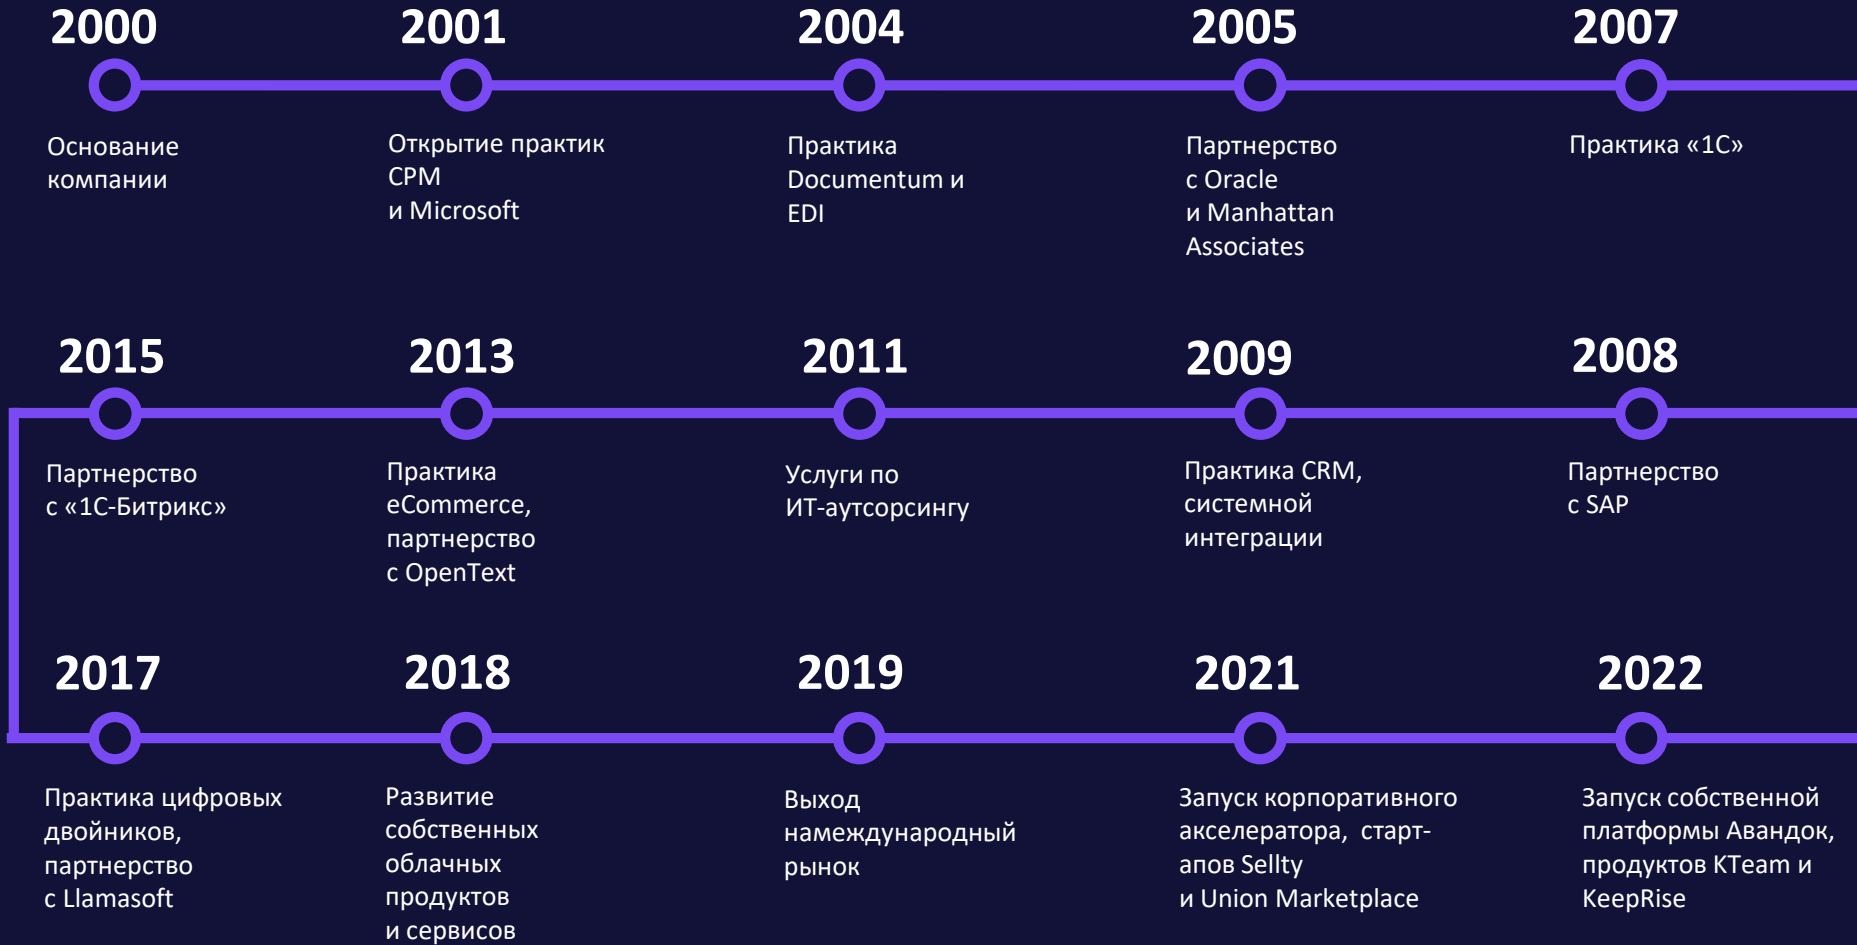 2000
Основание
компании
2001
Открытие практик
CPM
и Microsoft
2004
Практика
Documentum и
EDI
2005
Партнерство
с Oracle
и Manhattan
Associates
2007
Практика «1С»
2015
Партнерство
с «1С-Битрикс»
2013
Практика
eCommerce,
партнерство
с OpenText
2011
Услуги по
ИТ-аутсорсингу
2009
Практика CRM,
системной
интеграции
2008
Партнерство
с SAP
2017
Практика цифровых
двойников,
партнерство
с Llamasoft
2018
Развитие
собственных
облачных
продуктов
и сервисов
2019
Выход
намеждународный
рынок
2021
Запуск корпоративного
акселератора, старт-
апов Sellty
и Union Marketplace
2022
Запуск собственной
платформы Авандок,
продуктов KTeam и
KeepRise